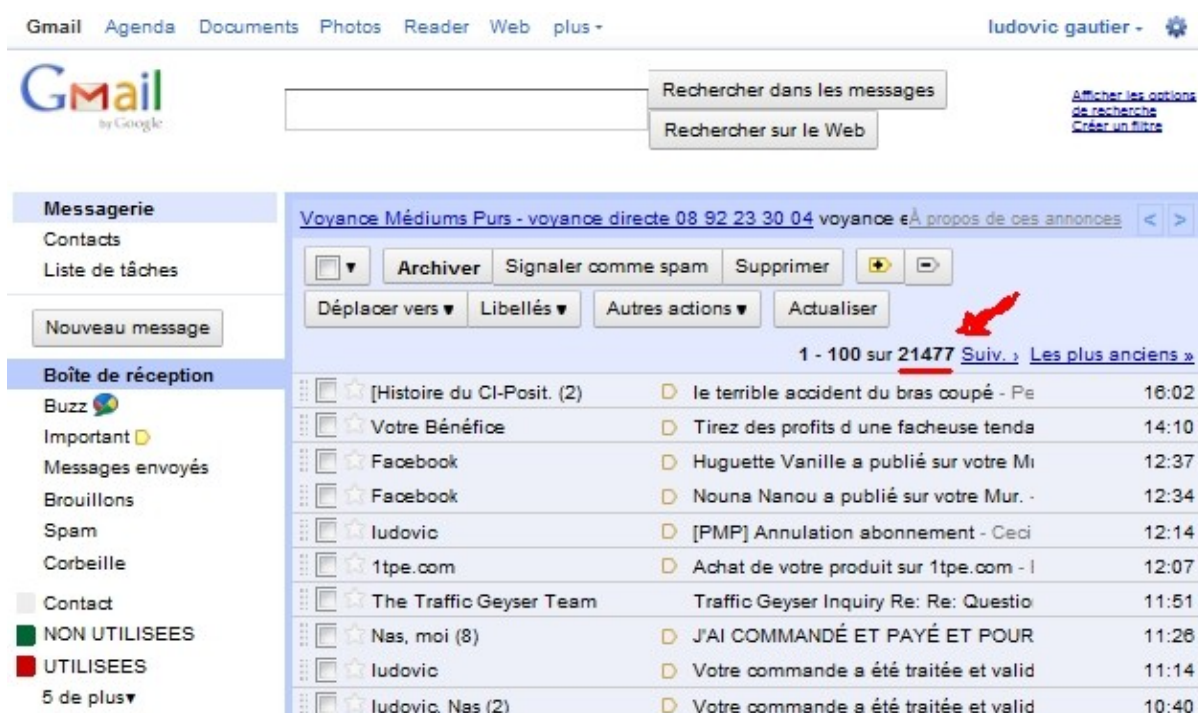 Gmail Agenda Documents Photos Reader Web plus
ludovic gautier
Gmail
by Google
Rechercher dans les messages
Rechercher sur le Web
Afficher les options
de recherche
Créer un filtre
Messagerie
Contacts
Liste de tâches
Nouveau message
Boîte de réception
Buzz
Important
Messages envoyés
Brouillons
Spam
Corbeille
Contact
NON UTILISEES
UTILISEES
5 de plus▾
Voyance Médiums Purs - voyance directe 08 92 23 30 04 voyance À propos de ces annonces < >
Archiver Signaler comme spam Supprimer
Déplacer vers ▾ Libellés ▾ Autres actions ▾ Actualiser
1 - 100 sur 21477 Suiv. › Les plus anciens »
[Histoire du CI-Posit. (2) le terrible accident du bras coupé - Pe 16:02
Votre Bénéfice Tirez des profits d une facheuse tenda 14:10
Facebook Huguette Vanille a publié sur votre Mu 12:37
Facebook Nouna Nanou a publié sur votre Mur. - 12:34
ludovic [PMP] Annulation abonnement - Ceci 12:14
1tpe.com Achat de votre produit sur 1tpe.com - 12:07
The Traffic Geyser Team Traffic Geyser Inquiry Re: Re: Questio 11:51
Nas, moi (8) J'AI COMMANDÉ ET PAYÉ ET POUR 11:26
ludovic Votre commande a été traitée et valid 11:14
ludovic, Nas (2) Votre commande a été traitée et valid 10:40